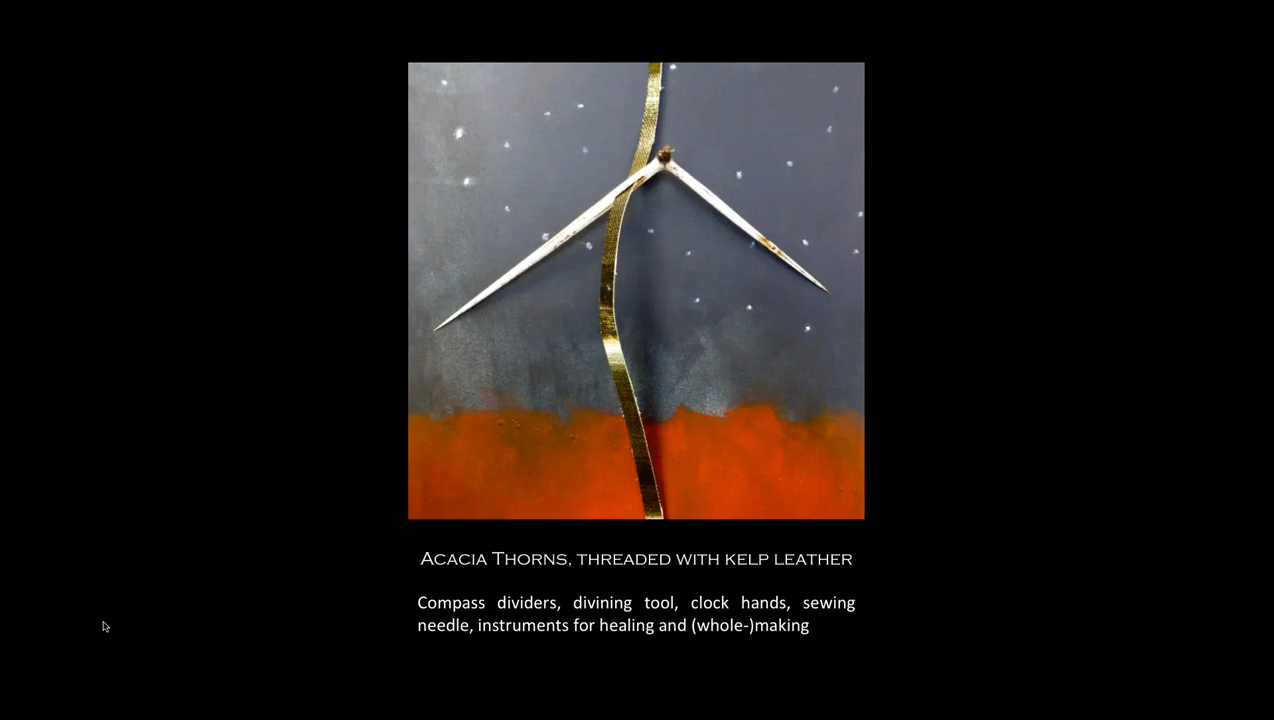 Acacia Thorns, threaded with kelp leather
Compass dividers, divining tool, clock hands, sewing
needle, instruments for healing and (whole-)making